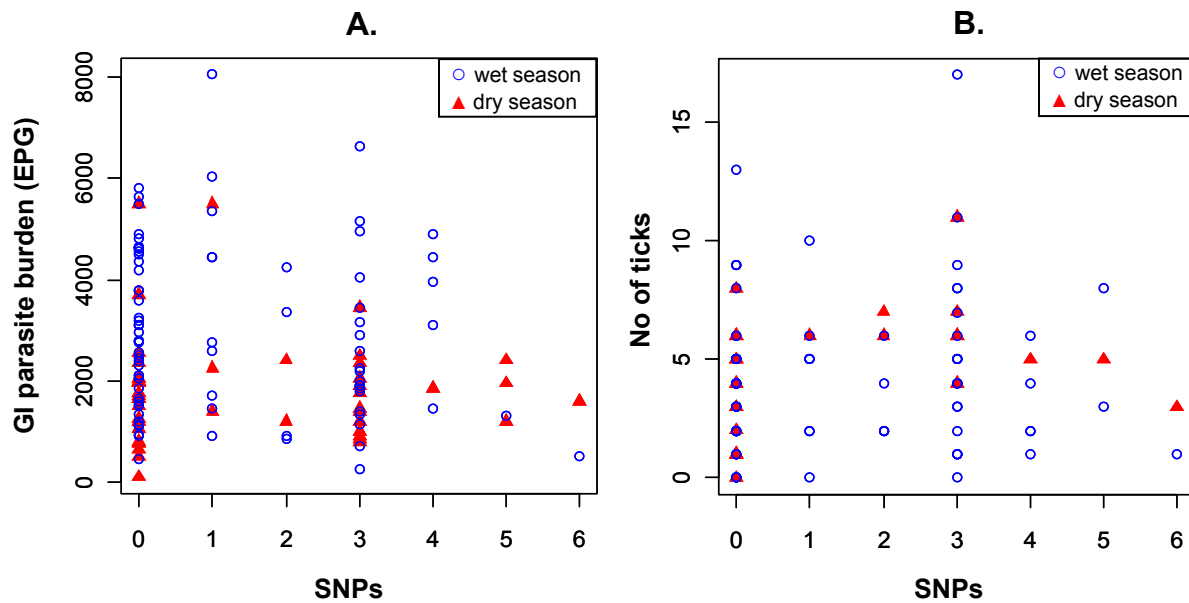 A.
GI parasite burden (EPG)
8000
6000
4000
2000
0
wet season
dry season
0 1 2 3 4 5 6
SNPs
B.
No of ticks
15
10
5
0
wet season
dry season
0 1 2 3 4 5 6
SNPs